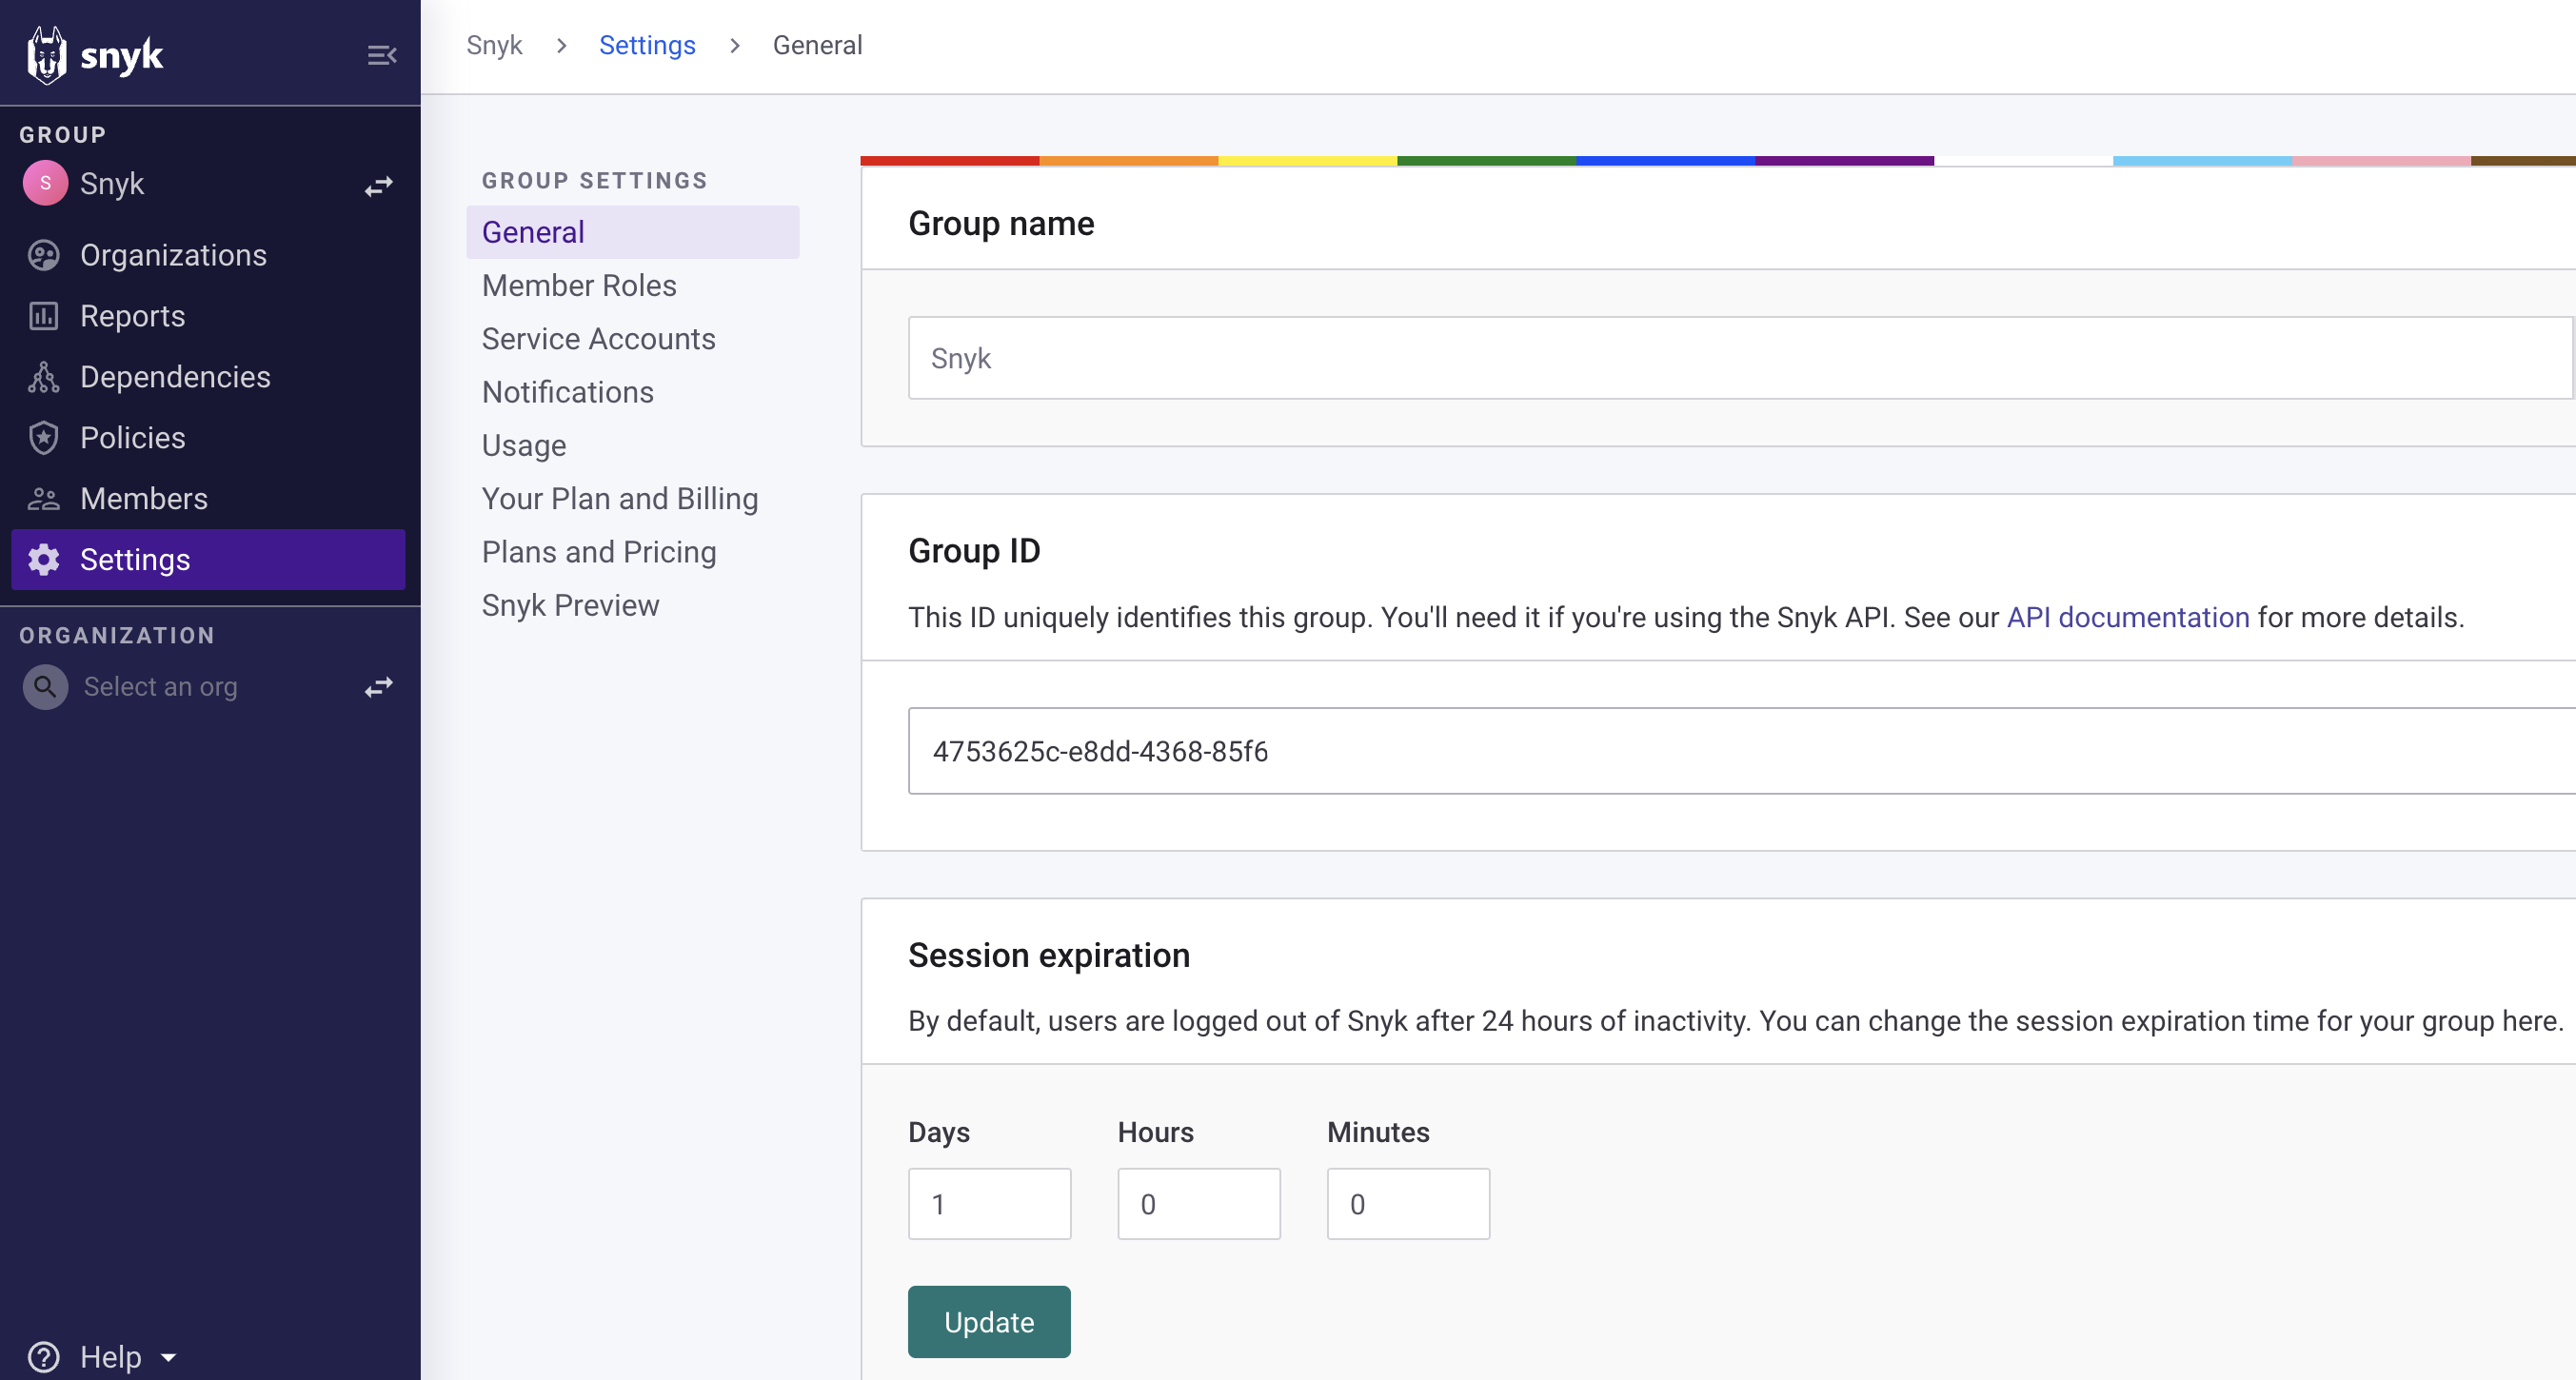 snyk
GROUP
S Snyk
Organizations
Reports
Dependencies
Policies
Members
Settings
ORGANIZATION
Select an org
Help
Snyk > Settings > General
GROUP SETTINGS
General
Member Roles
Service Accounts
Notifications
Usage
Your Plan and Billing
Plans and Pricing
Snyk Preview
Group name
Snyk
Group ID
This ID uniquely identifies this group. You'll need it if you're using the Snyk API. See our API documentation for more details.
4753625c-e8dd-4368-85f6
Session expiration
By default, users are logged out of Snyk after 24 hours of inactivity. You can change the session expiration time for your group here.
Days Hours Minutes
1 0 0
Update